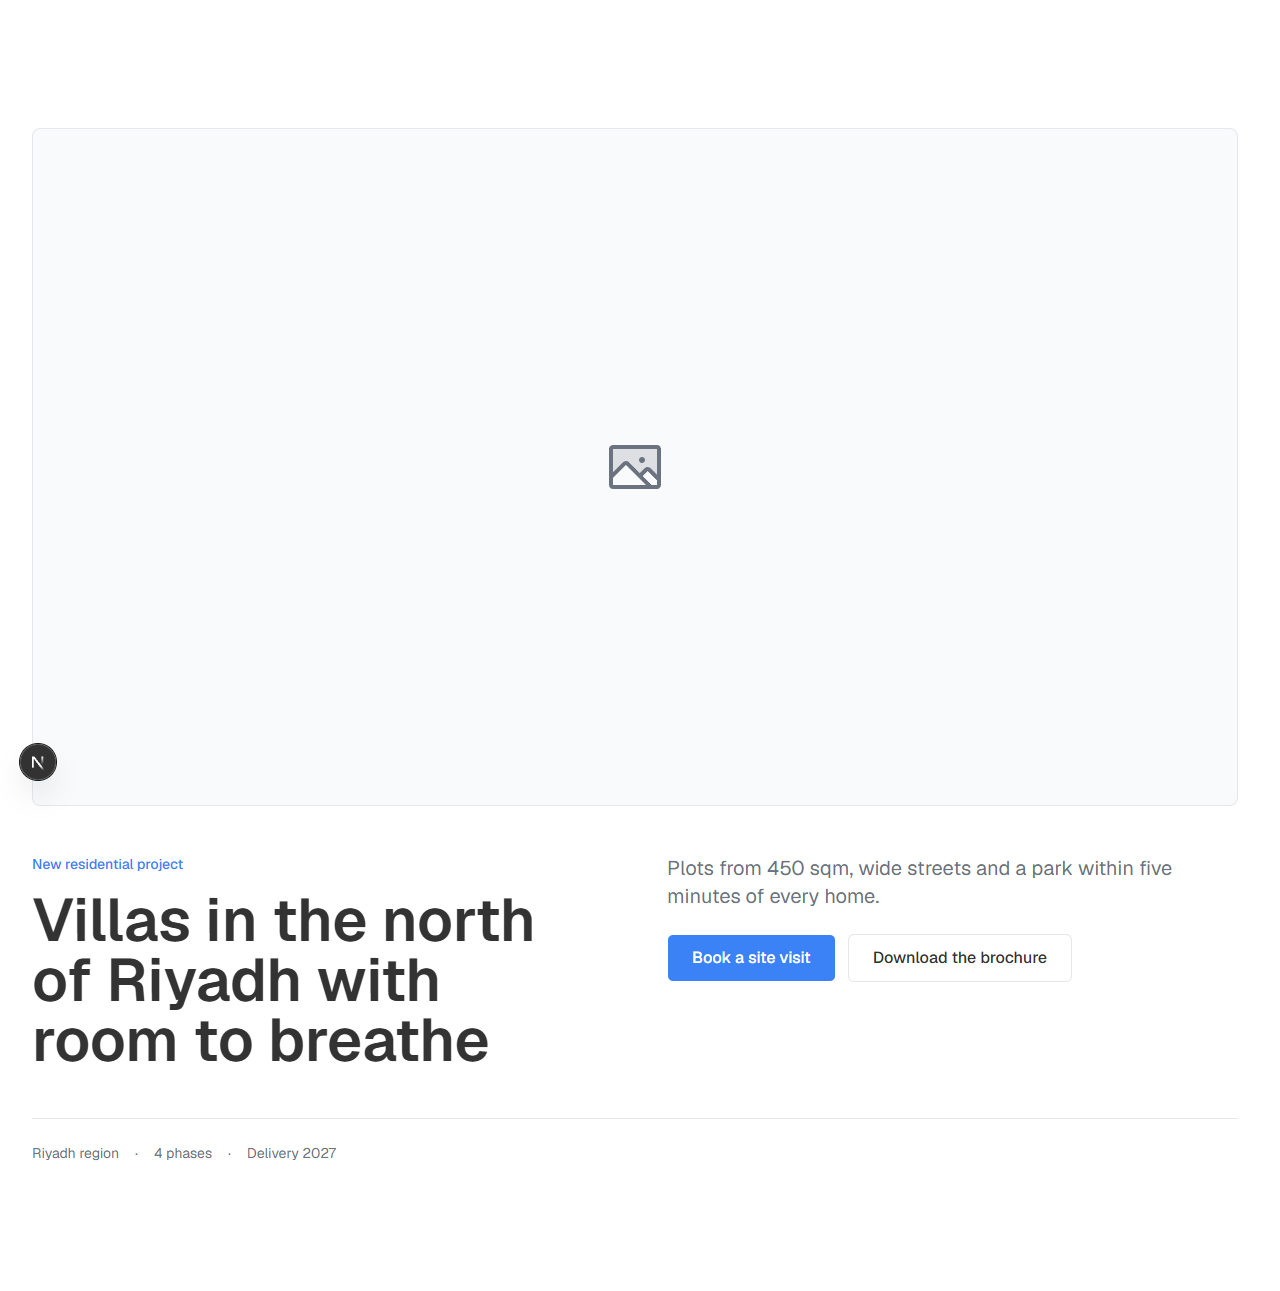 New residential project
Villas in the north
of Riyadh with
room to breathe
Plots from 450 sqm, wide streets and a park within five
minutes of every home.
Book a site visit
Download the brochure
Riyadh region · 4 phases · Delivery 2027
N